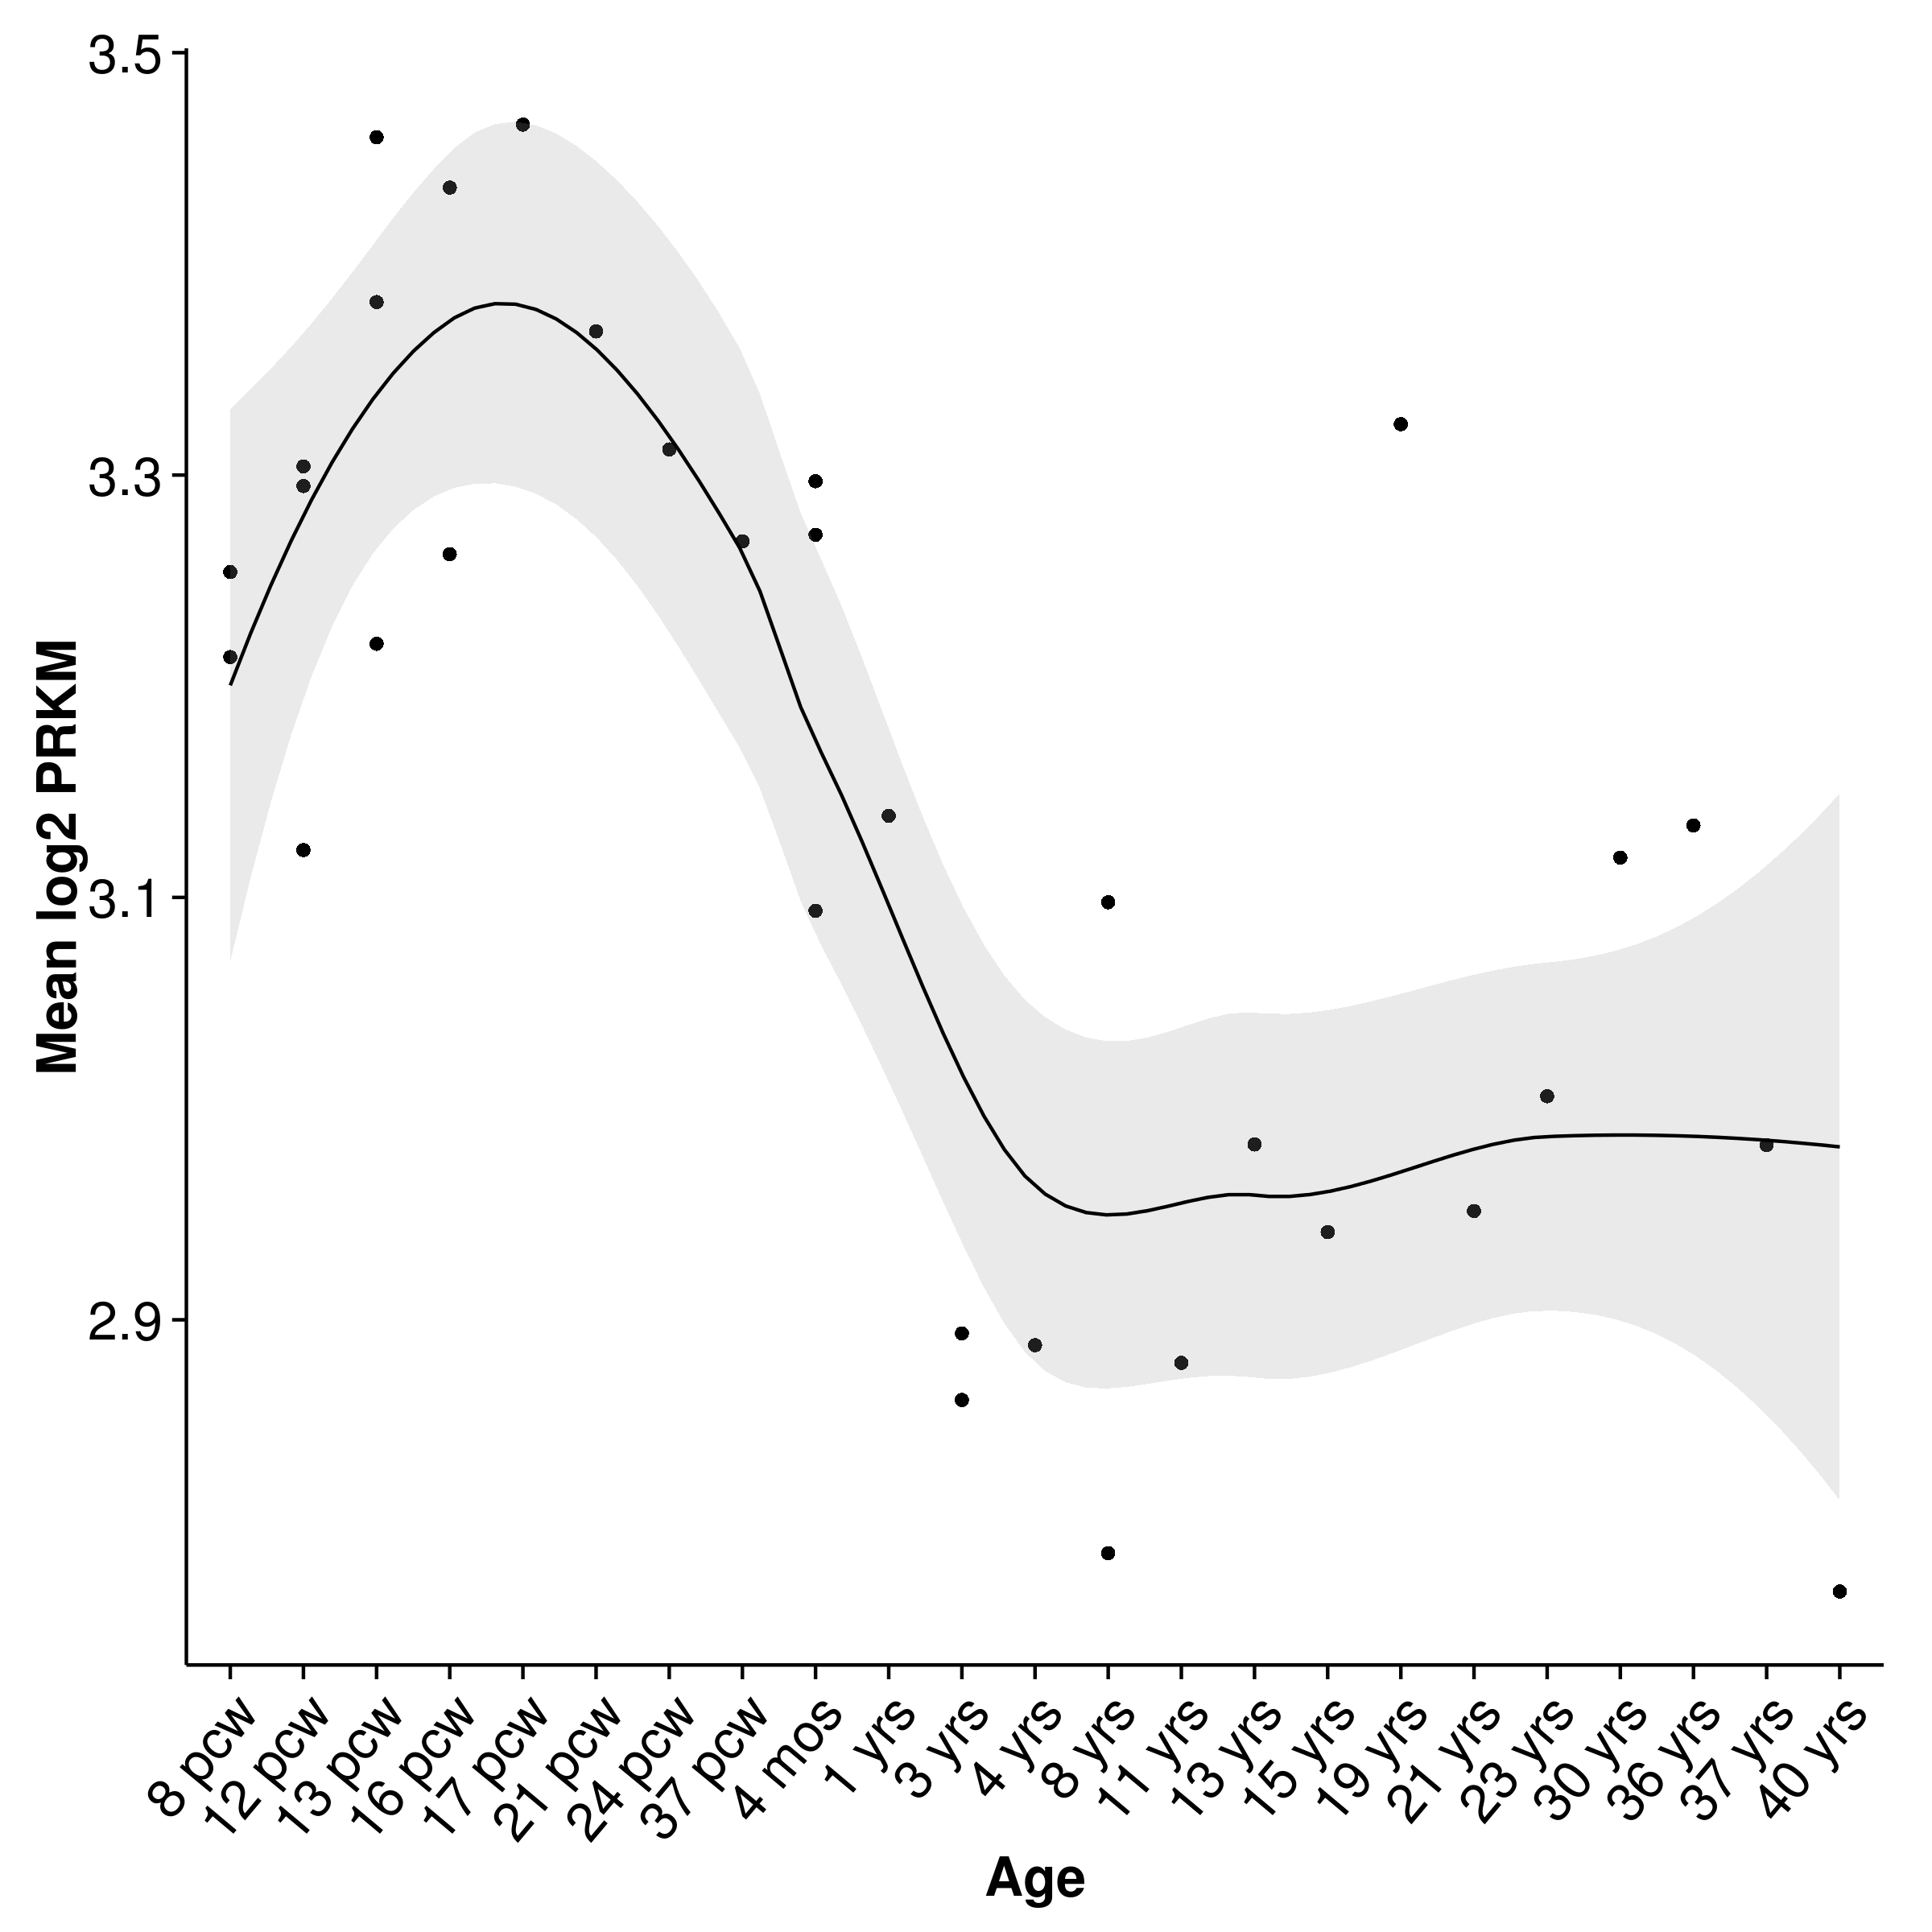 Mean log2 PRKM
3.5
3.3
3.1
2.9
8 pcw
12 pcw
13 pcw
16 pcw
17 pcw
21 pcw
24 pcw
37 pcw
4 mos
1 yrs
3 yrs
4 yrs
8 yrs
11 yrs
13 yrs
15 yrs
19 yrs
21 yrs
23 yrs
30 yrs
36 yrs
37 yrs
40 yrs
Age